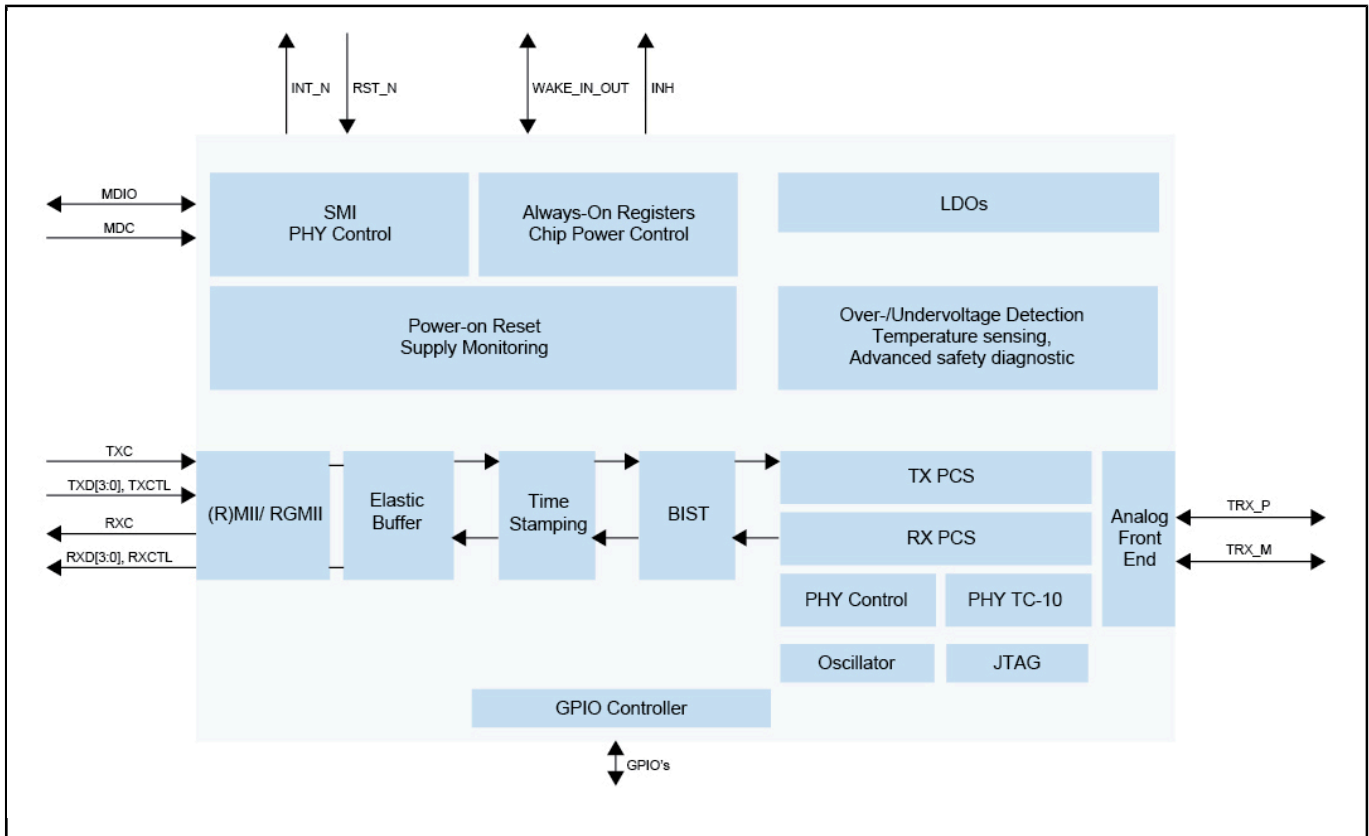 INT_N
RST_N
WAKE_IN_OUT
INH
MDIO
MDC
SMI
PHY Control
Always-On Registers
Chip Power Control
LDOs
Power-on Reset
Supply Monitoring
Over-/Undervoltage Detection
Temperature sensing,
Advanced safety diagnostic
TXC
TXD[3:0], TXCTL
RXC
RXD[3:0], RXCTL
(R)MII/ RGMII
Elastic
Buffer
Time
Stamping
BIST
TX PCS
RX PCS
PHY Control
PHY TC-10
Oscillator
JTAG
Analog
Front
End
TRX_P
TRX_M
GPIO Controller
GPIO's